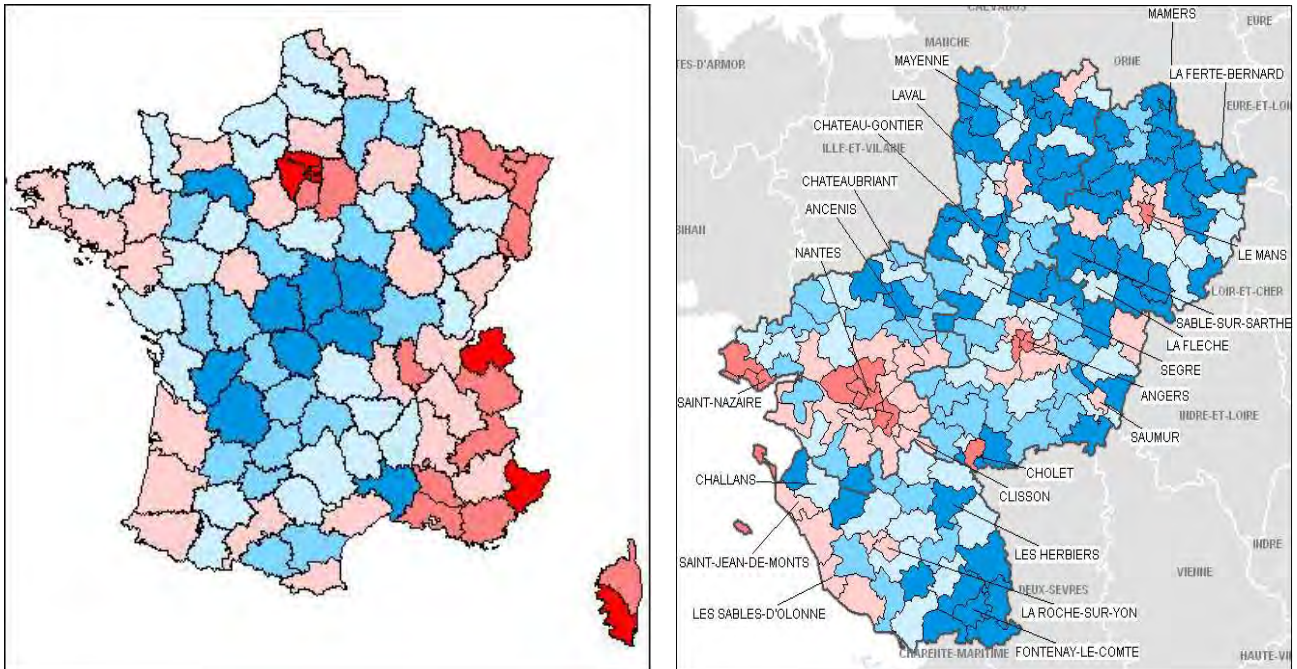 CALVADOS
MAMERS
EURE
MANCHE
MAYENNE
ORNE
TES-D'ARMOR
LA FERTE-BERNARD
LAVAL
EURE-ET-LOI
CHATEAU-GONTIER
ILLE-ET-VILAINE
CHATEAUBRIANT
ANCENIS
BIHAN
NANTES
LE MANS
LOIR-ET-CHER
SABLE-SUR-SARTHE
LA FLECHE
SEGRE
SAINT-NAZAIRE
ANGERS
INDRE-ET-LOIRE
SAUMUR
CHOLET
CHALLANS
CLISSON
LES HERBIERS
INDRE
SAINT-JEAN-DE-MONTS
VIENNE
DEUX-SEVRES
LES SABLES-D'OLONNE
LA ROCHE-SUR-YON
FONTENAY-LE-COMTE
CHARENTE-MARITIME
HAUTE-VI